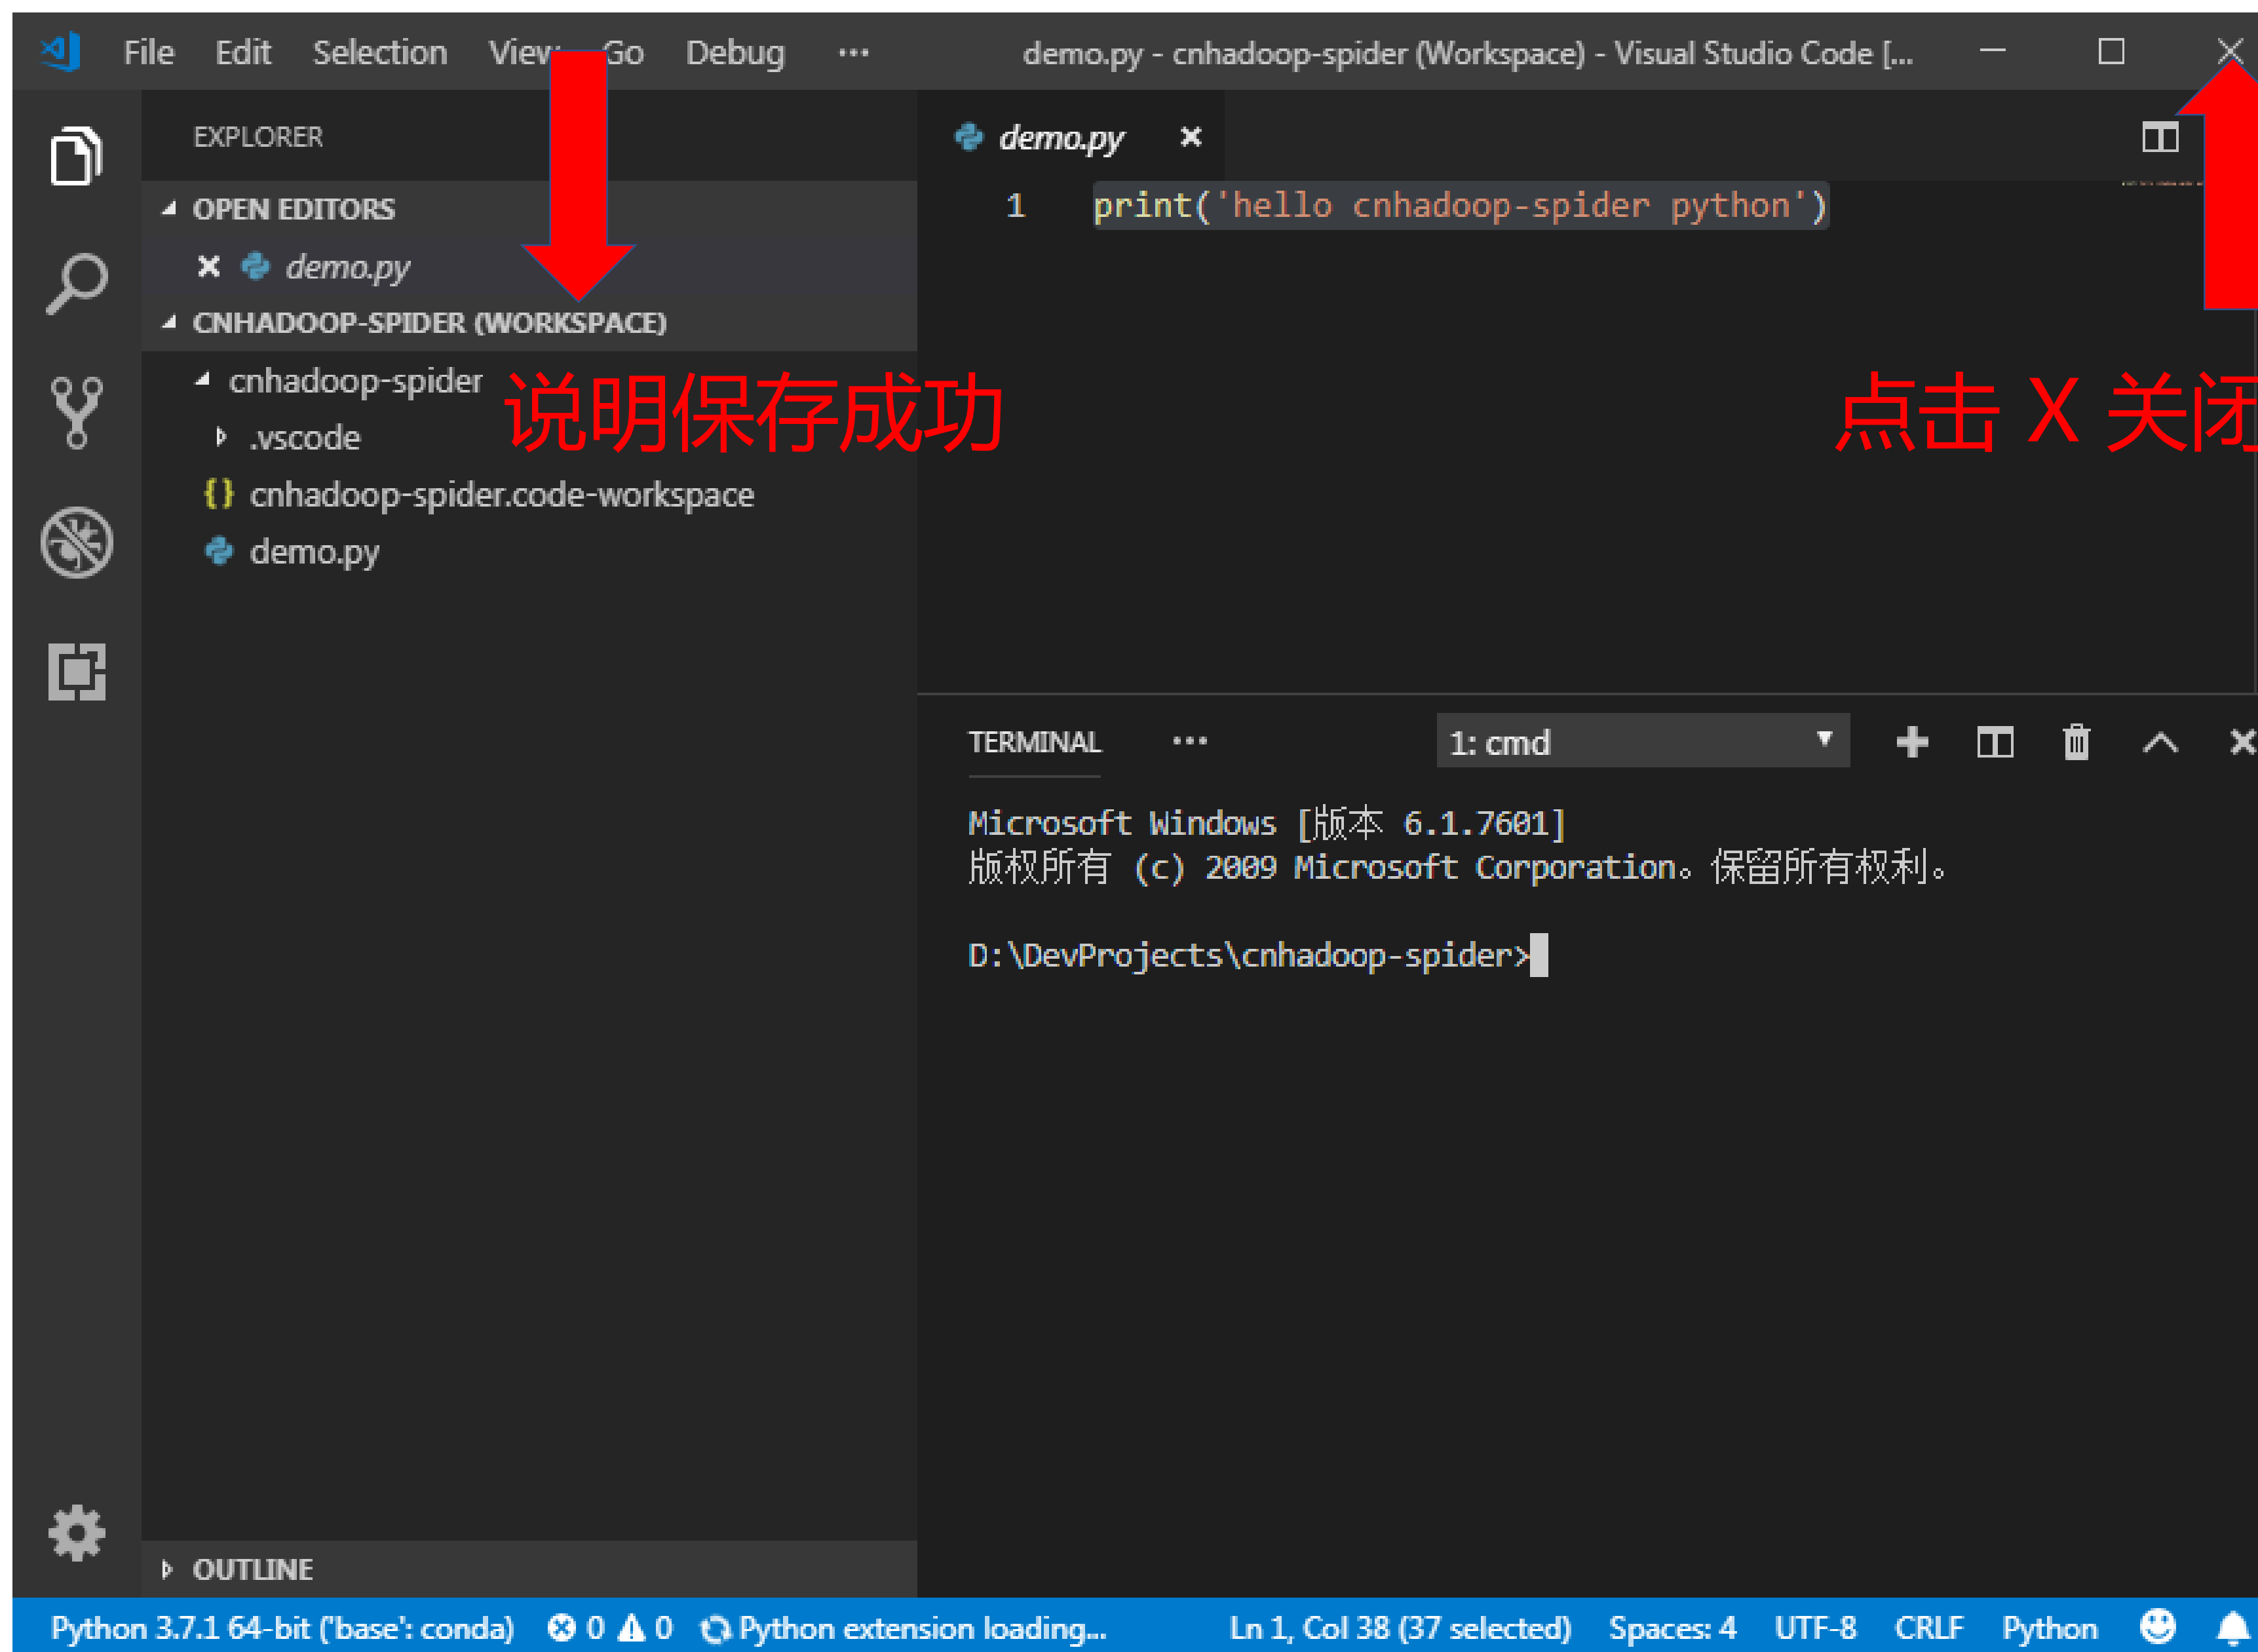 File Edit Selection View Go Debug ··· demo.py - cnhadoop-spider (Workspace) - Visual Studio Code [...
EXPLORER
OPEN EDITORS
demo.py
CNHADOOP-SPIDER (WORKSPACE)
cnhadoop-spider
说明保存成功
.vscode
cnhadoop-spider.code-workspace
demo.py
OUTLINE
demo.py
1 print('hello cnhadoop-spider python')
点击 X 关闭
TERMINAL ··· 1: cmd
Microsoft Windows [版本 6.1.7601]
版权所有 (c) 2009 Microsoft Corporation。保留所有权利。
D:\DevProjects\cnhadoop-spider>
Python 3.7.1 64-bit ('base': conda) 0 0 Python extension loading... Ln 1, Col 38 (37 selected) Spaces: 4 UTF-8 CRLF Python